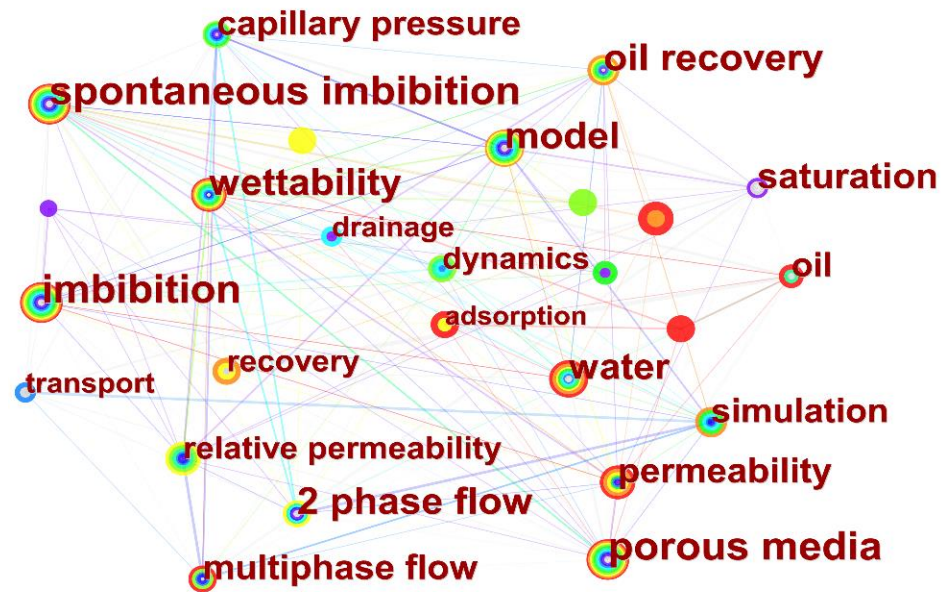 capillary pressure
oil recovery
spontaneous imbibition
model
wettability
saturation
drainage
dynamics
oil
imbibition
adsorption
recovery
water
transport
simulation
relative permeability
permeability
2 phase flow
porous media
multiphase flow